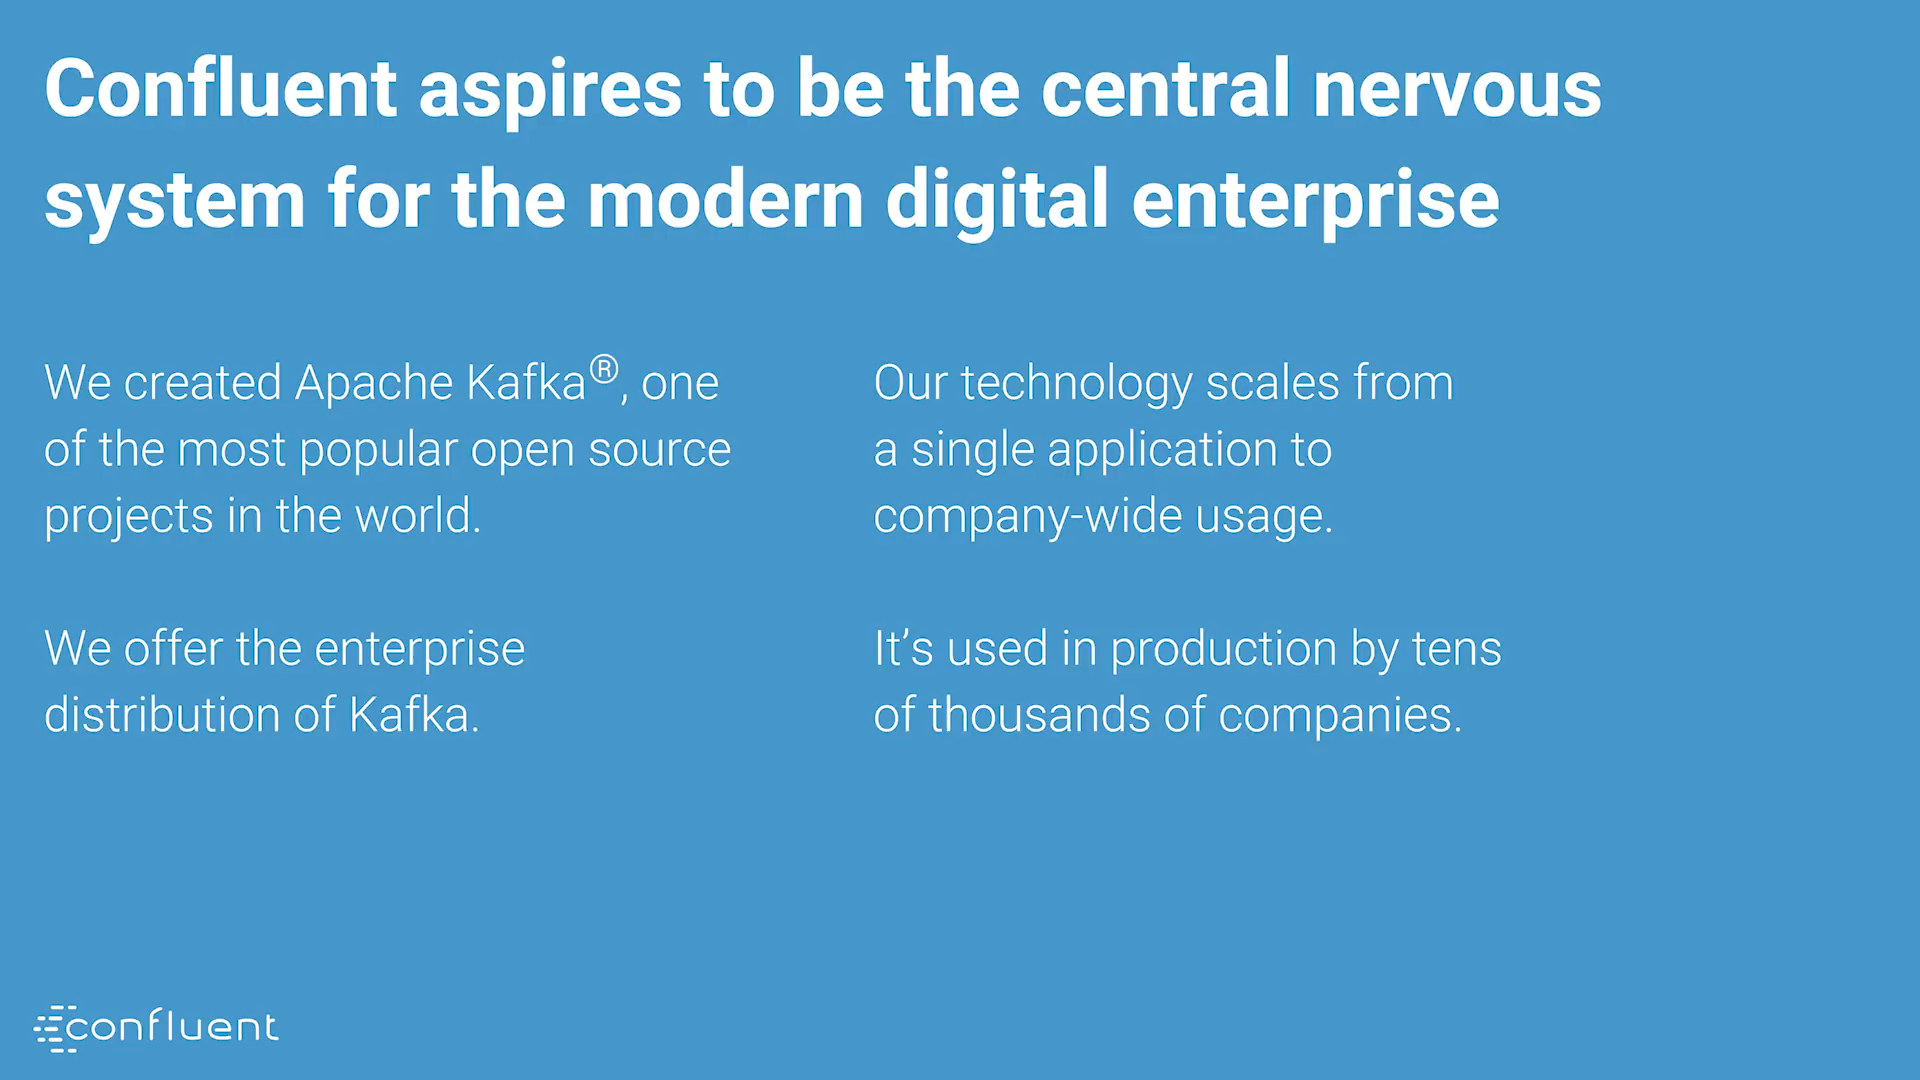 Confluent aspires to be the central nervous
system for the modern digital enterprise
We created Apache Kafka®, one
of the most popular open source
projects in the world.
We offer the enterprise
distribution of Kafka.
Our technology scales from
a single application to
company-wide usage.
It’s used in production by tens
of thousands of companies.
confluent